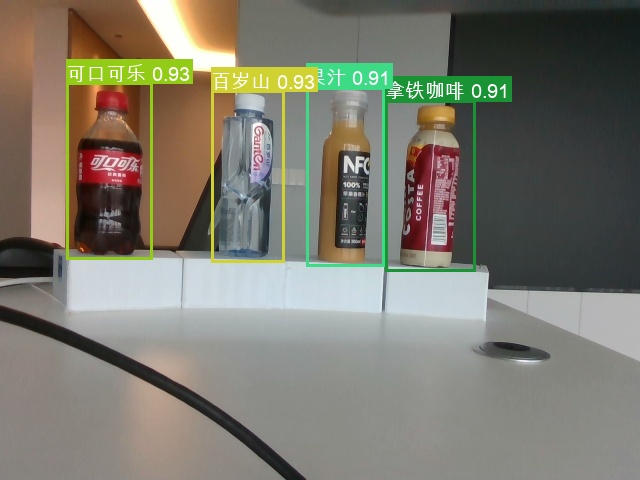 可口可乐 0.93
百岁山 0.93
果汁 0.91
拿铁咖啡 0.91
可口可乐
Ganten
NFC
100%
COSTA
COFFEE